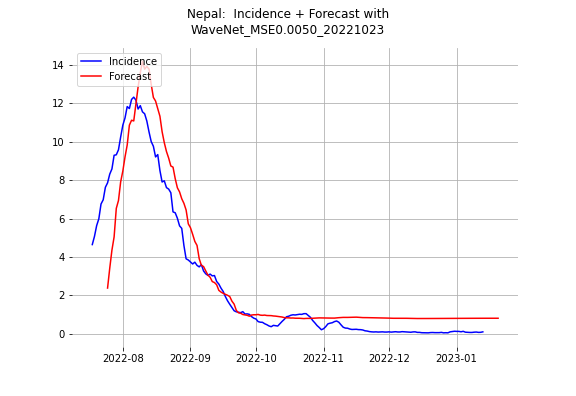 Nepal:  Incidence + Forecast with
WaveNet_MSE0.0050_20221023
Incidence
Forecast
14
12
10
8
6
4
2
0
2022-08 2022-09 2022-10 2022-11 2022-12 2023-01